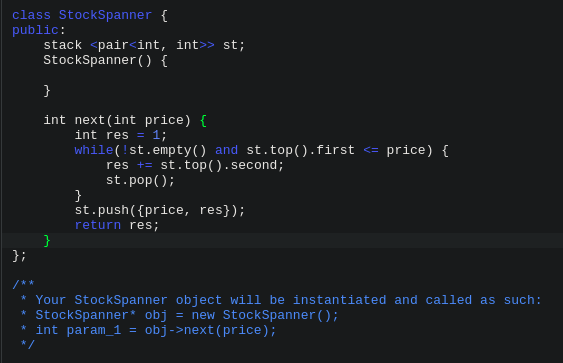 class StockSpanner {
public:
    stack <pair<int, int>> st;
    StockSpanner() {

    }

    int next(int price) {
        int res = 1;
        while(!st.empty() and st.top().first <= price) {
            res += st.top().second;
            st.pop();
        }
        st.push({price, res});
        return res;
    }
};

/**
 * Your StockSpanner object will be instantiated and called as such:
 * StockSpanner* obj = new StockSpanner();
 * int param_1 = obj->next(price);
 */